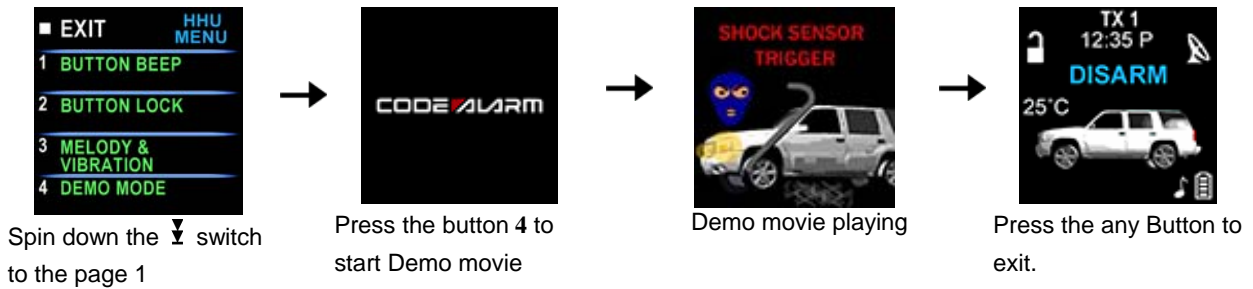 EXIT
HHU MENU
1 BUTTON BEEP
2 BUTTON LOCK
3 MELODY &
VIBRATION
4 DEMO MODE
Spin down the switch
to the page 1
CODE ALARM
Press the button 4 to
start Demo movie
SHOCK SENSOR
TRIGGER
Demo movie playing
TX 1
12:35 P
DISARM
25°C
Press the any Button to
exit.